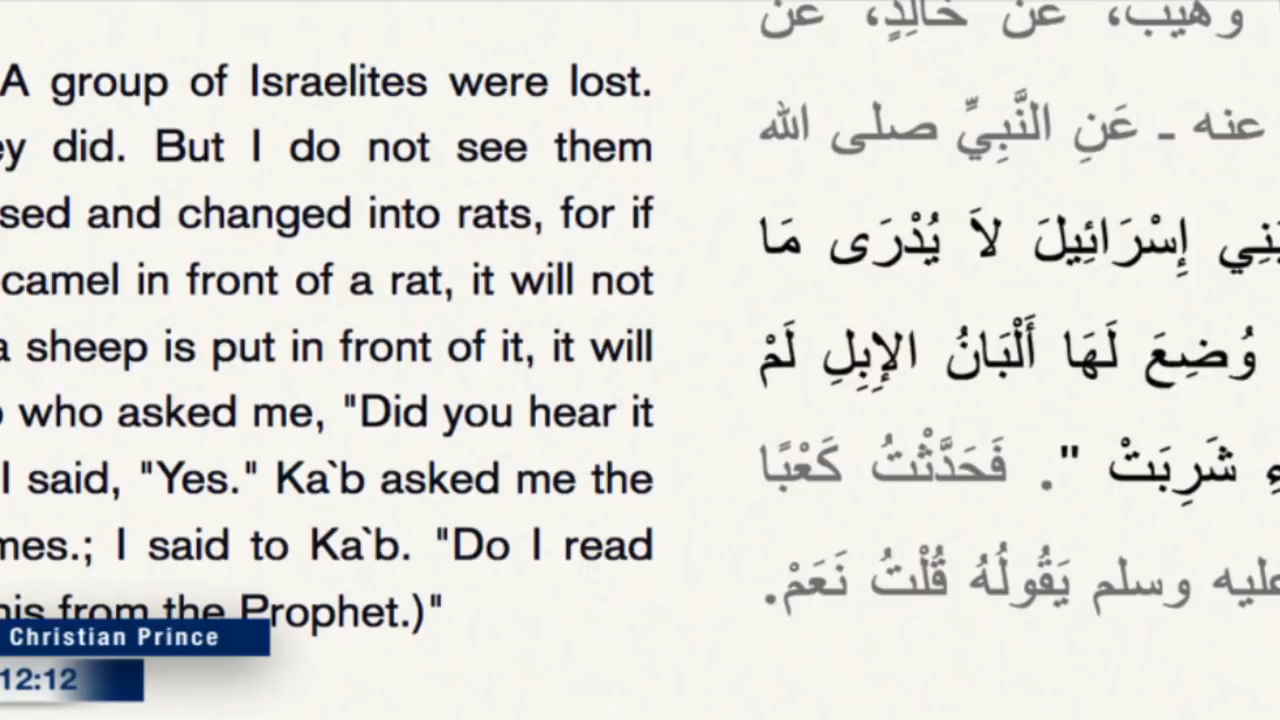 A group of Israelites were lost.
ey did. But I do not see them
sed and changed into rats, for if
camel in front of a rat, it will not
a sheep is put in front of it, it will
who asked me, "Did you hear it
I said, "Yes." Ka`b asked me the
mes.; I said to Ka`b. "Do I read
his from the Prophet.)"
وهيب، عن خالد، عن
عنه ـ عَنِ النَّبِيِّ صلى الله
بَنِي إِسْرَائِيلَ لاَ يُدْرَى مَا
وُضِعَ لَهَا أَلْبَانُ الإِبِلِ لَمْ
ءِ شَرِبَتْ ‏"‏‏.‏ فَحَدَّثْتُ كَعْبًا
عليه وسلم يَقُولُهُ قُلْتُ نَعَمْ‏.‏
Christian Prince
12:12